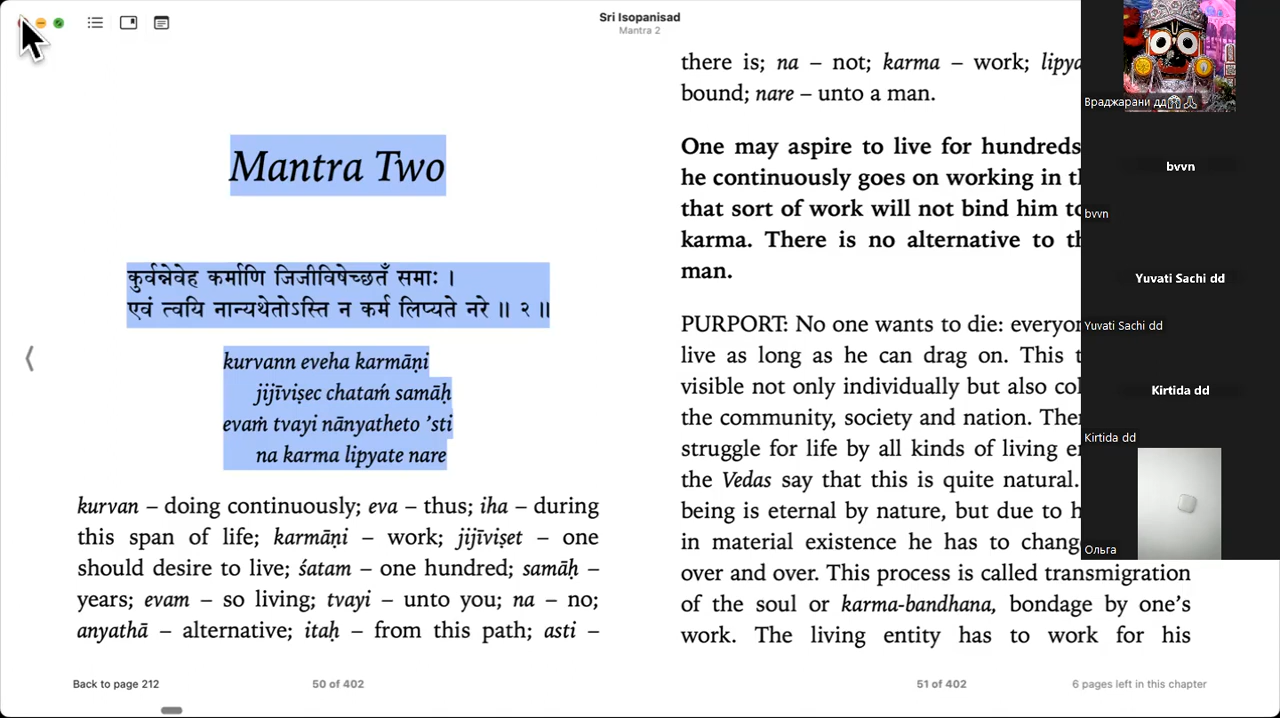 Sri Isopanisad
Mantra 2
Mantra Two
कुर्वन्नेवेह कर्माणि जिजीविषेच्छतँ समाः ।
एवं त्वयि नान्यथेतोऽस्ति न कर्म लिप्यते नरे ॥ २ ॥
kurvann eveha karmāṇi
jijīviṣec chataḿ samāḥ
evaṁ tvayi nānyatheto ’sti
na karma lipyate nare
kurvan – doing continuously; eva – thus; iha – during
this span of life; karmāṇi – work; jijīviṣet – one
should desire to live; śatam – one hundred; samāḥ –
years; evam – so living; tvayi – unto you; na – no;
anyathā – alternative; itaḥ – from this path; asti –
Back to page 212
50 of 402
there is; na – not; karma – work;
bound; nare – unto a man.
One may aspire to live for hundreds
he continuously goes on working in
that sort of work will not bind him
karma. There is no alternative to
man.
PURPORT: No one wants to die:
live as long as he can drag on. This
visible not only individually but also
the community, society and nation.
struggle for life by all kinds of living
the Vedas say that this is quite natural.
being is eternal by nature, but due to
in material existence he has to
over and over. This process is called transmigration
of the soul or karma-bandhana, bondage by one’s
work. The living entity has to work for his
51 of 402
6 pages left in this chapter
Враджарани дд
bvvn
bvvn
Yuvati Sachi dd
Yuvati Sachi dd
Kirtida dd
Kirtida dd
Ольга